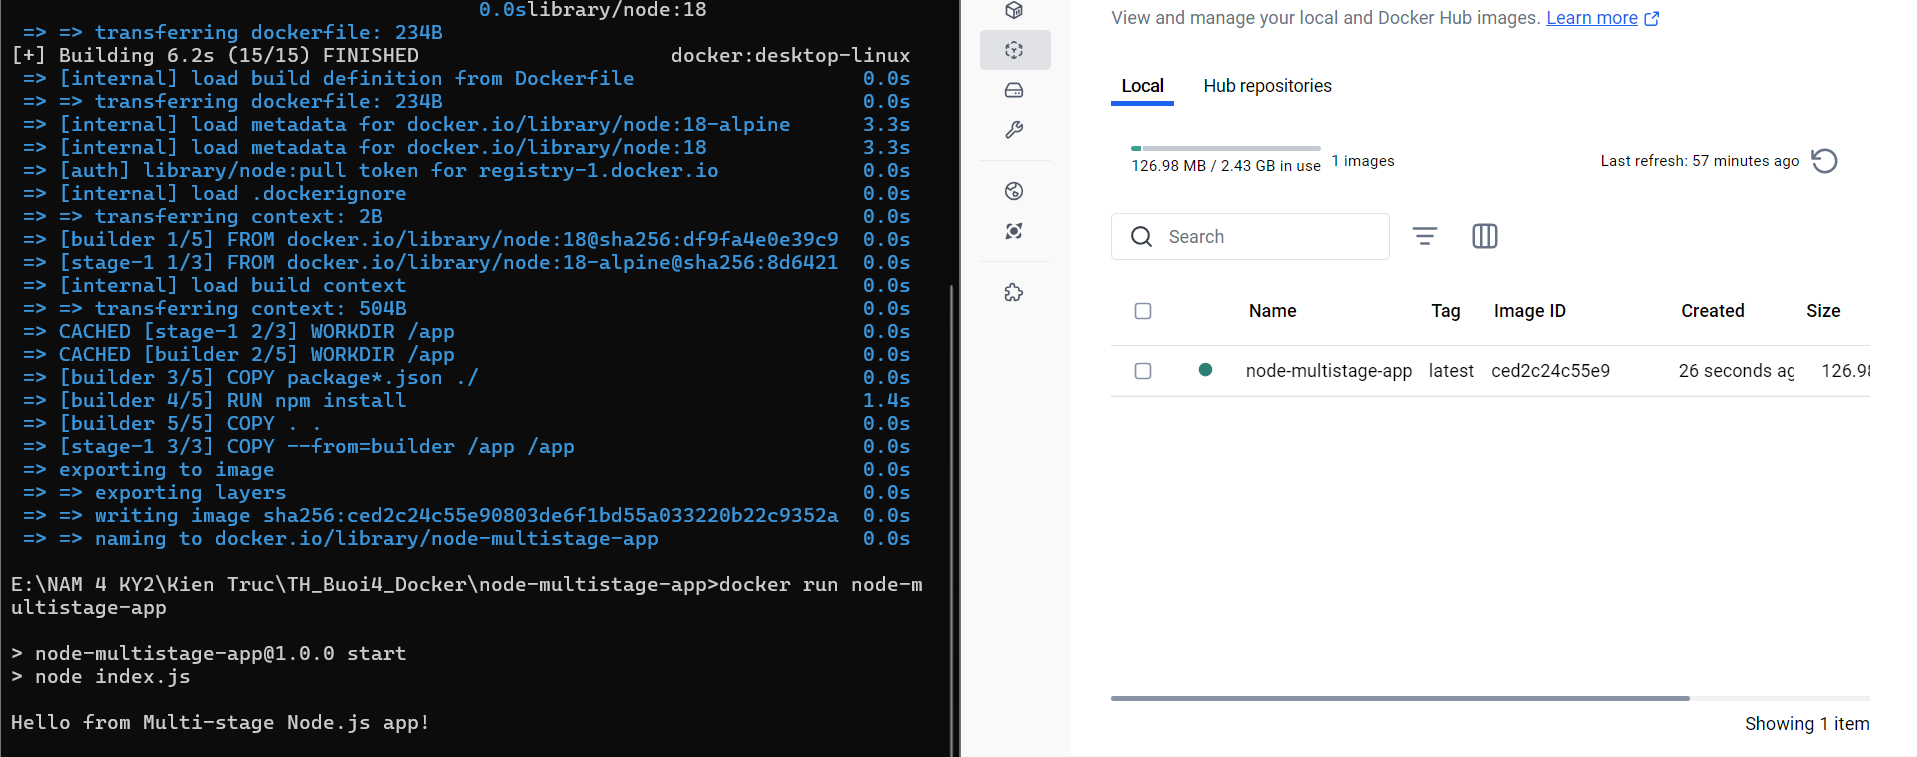 0.0slibrary/node:18
=> => transferring dockerfile: 234B
[+] Building 6.2s (15/15) FINISHED docker:desktop-linux
=> [internal] load build definition from Dockerfile 0.0s
=> => transferring dockerfile: 234B 0.0s
=> [internal] load metadata for docker.io/library/node:18-alpine 3.3s
=> [internal] load metadata for docker.io/library/node:18 3.3s
=> [auth] library/node:pull token for registry-1.docker.io 0.0s
=> [internal] load .dockerignore 0.0s
=> => transferring context: 2B 0.0s
=> [builder 1/5] FROM docker.io/library/node:18@sha256:df9fa4e0e39c9 0.0s
=> [stage-1 1/3] FROM docker.io/library/node:18-alpine@sha256:8d6421 0.0s
=> [internal] load build context 0.0s
=> => transferring context: 504B 0.0s
=> CACHED [stage-1 2/3] WORKDIR /app 0.0s
=> CACHED [builder 2/5] WORKDIR /app 0.0s
=> [builder 3/5] COPY package*.json ./ 0.0s
=> [builder 4/5] RUN npm install 1.4s
=> [builder 5/5] COPY . . 0.0s
=> [stage-1 3/3] COPY --from=builder /app /app 0.0s
=> exporting to image 0.0s
=> => exporting layers 0.0s
=> => writing image sha256:ced2c24c55e90803de6f1bd55a033220b22c9352a 0.0s
=> => naming to docker.io/library/node-multistage-app 0.0s
E:\NAM 4 KY2\Kien Truc\TH_Buoi4_Docker\node-multistage-app>docker run node-m
ultistage-app
> node-multistage-app@1.0.0 start
> node index.js
Hello from Multi-stage Node.js app!
View and manage your local and Docker Hub images. Learn more
Local Hub repositories
126.98 MB / 2.43 GB in use 1 images Last refresh: 57 minutes ago
Search
Name Tag Image ID Created Size
node-multistage-app latest ced2c24c55e9 26 seconds ag 126.98
Showing 1 item